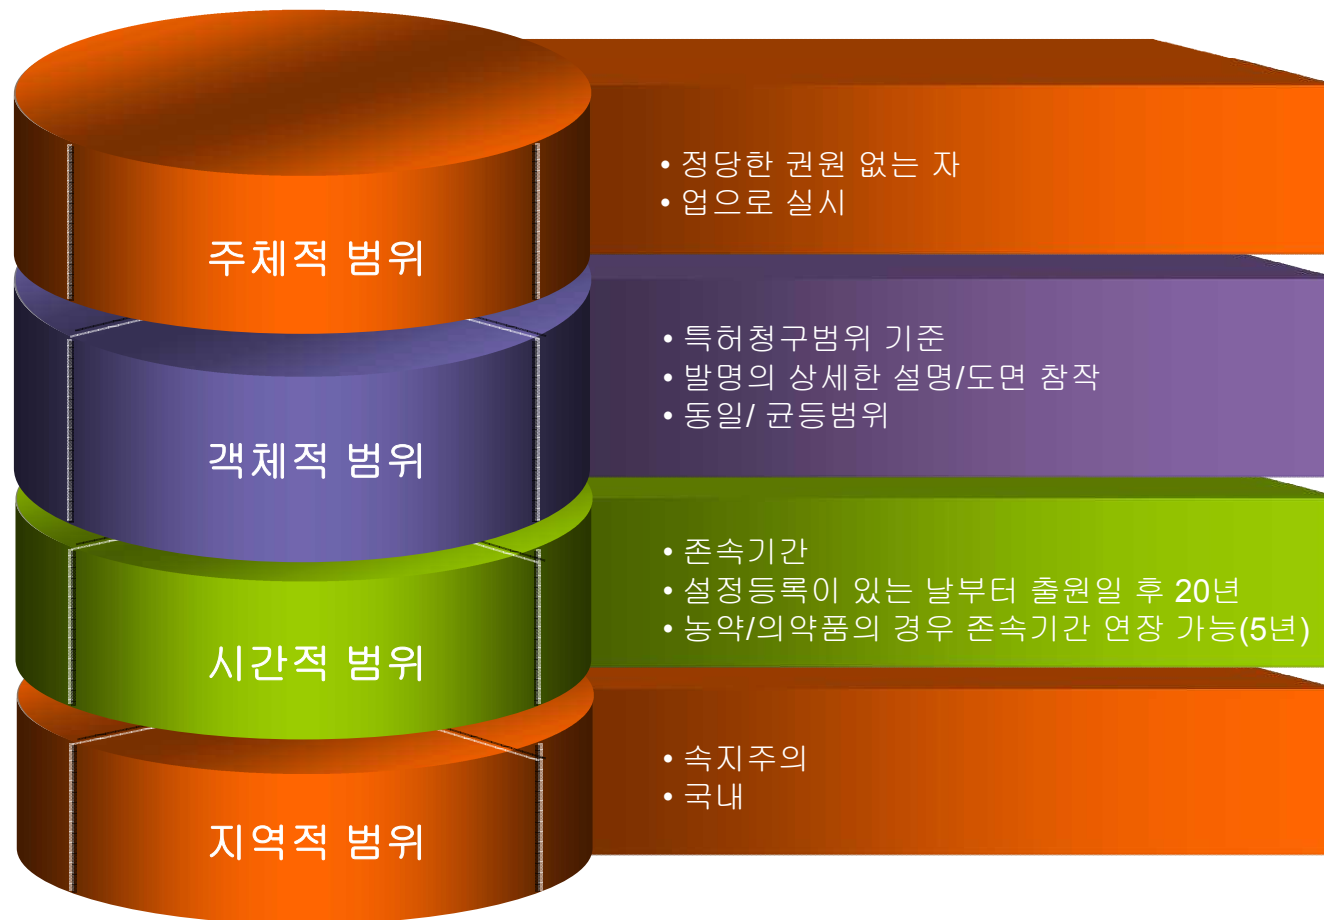 주체적 범위
• 정당한 권원 없는 자
• 업으로 실시
객체적 범위
• 특허청구범위 기준
• 발명의 상세한 설명/도면 참작
• 동일/ 균등범위
시간적 범위
• 존속기간
• 설정등록이 있는 날부터 출원일 후 20년
• 농약/의약품의 경우 존속기간 연장 가능(5년)
지역적 범위
• 속지주의
• 국내